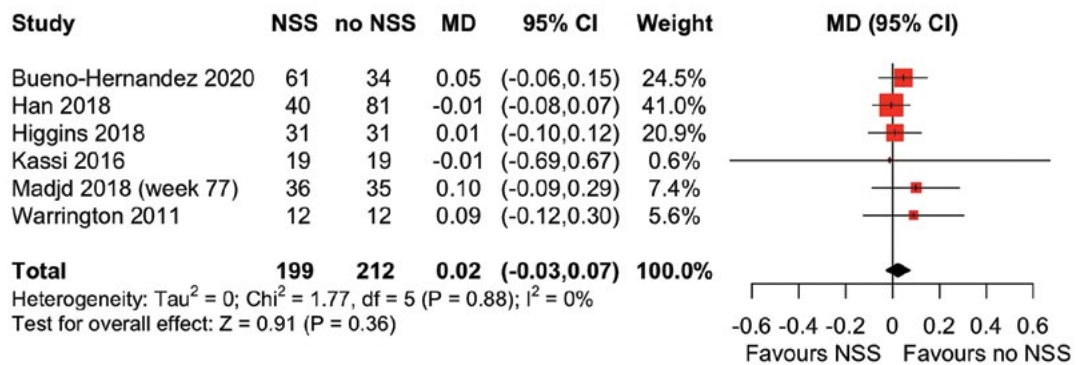 Study NSS no NSS MD 95% CI Weight MD (95% CI)
Bueno-Hernandez 2020 61 34 0.05 (-0.06,0.15) 24.5%
Han 2018 40 81 -0.01 (-0.08,0.07) 41.0%
Higgins 2018 31 31 0.01 (-0.10,0.12) 20.9%
Kassi 2016 19 19 -0.01 (-0.69,0.67) 0.6%
Madjd 2018 (week 77) 36 35 0.10 (-0.09,0.29) 7.4%
Warrington 2011 12 12 0.09 (-0.12,0.30) 5.6%
Total 199 212 0.02 (-0.03,0.07) 100.0%
Heterogeneity: Tau² = 0; Chi² = 1.77, df = 5 (P = 0.88); I² = 0%
Test for overall effect: Z = 0.91 (P = 0.36)
-0.6 -0.4 -0.2 0 0.2 0.4 0.6
Favours NSS Favours no NSS